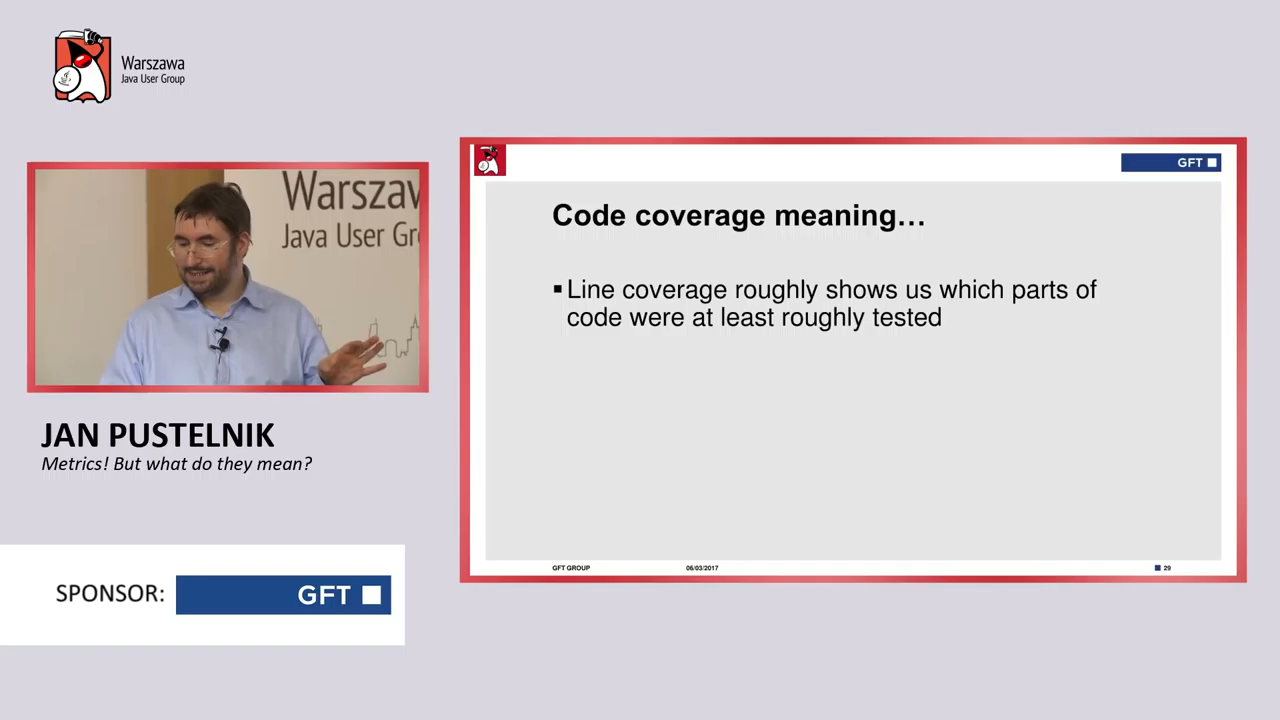 Warszawa
Java User Group
Warszaw
Java User Gr
JAN PUSTELNIK
Metrics! But what do they mean?
SPONSOR:
GFT
GFT
Code coverage meaning…
▪Line coverage roughly shows us which parts of
code were at least roughly tested
GFT GROUP
06/03/2017
29